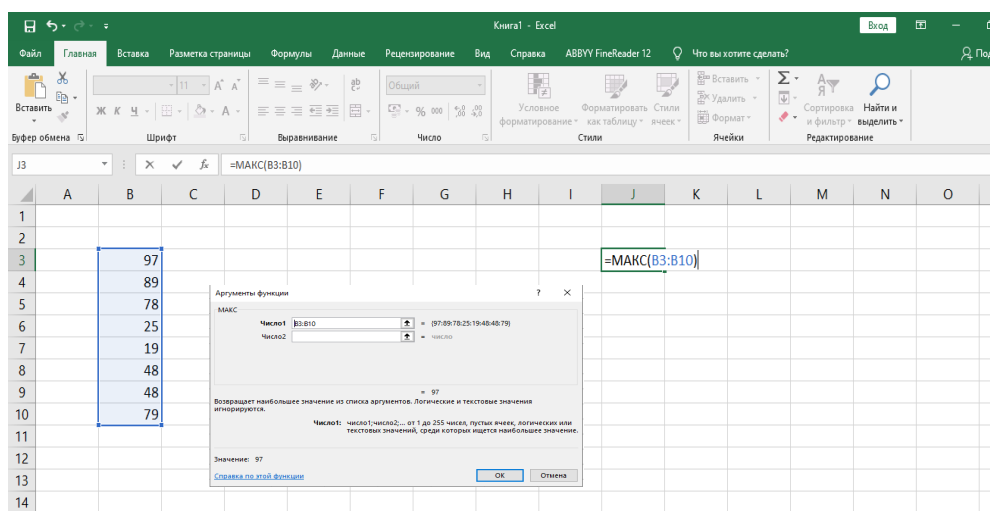 Книга1 - Excel
Вход
Файл Главная Вставка Разметка страницы Формулы Данные Рецензирование Вид Справка ABBYY FineReader 12 Что вы хотите сделать?
Вставить
Буфер обмена
11 A A
Ж К Ч A
Шрифт
ab
Выравнивание
Общий
% 000
Число
Условное форматирование
Форматировать как таблицу
Стили ячеек
Стили
Вставить
Удалить
Формат
Ячейки
Σ
Сортировка и фильтр
Найти и выделить
Редактирование
J3 fx =МАКС(B3:B10)
A B C D E F G H I J K L M N O
1
2
3 97 =МАКС(B3:B10)
4 89
5 78
6 25
7 19
8 48
9 48
10 79
11
12
13
14
Аргументы функции ?
МАКС
Число1 B3:B10 = {97:89:78:25:19:48:48:79}
Число2 = число
= 97
Возвращает наибольшее значение из списка аргументов. Логические и текстовые значения
игнорируются.
Число1: число1;число2;... от 1 до 255 чисел, пустых ячеек, логических или
текстовых значений, среди которых ищется наибольшее значение.
Значение: 97
Справка по этой функции ОК Отмена